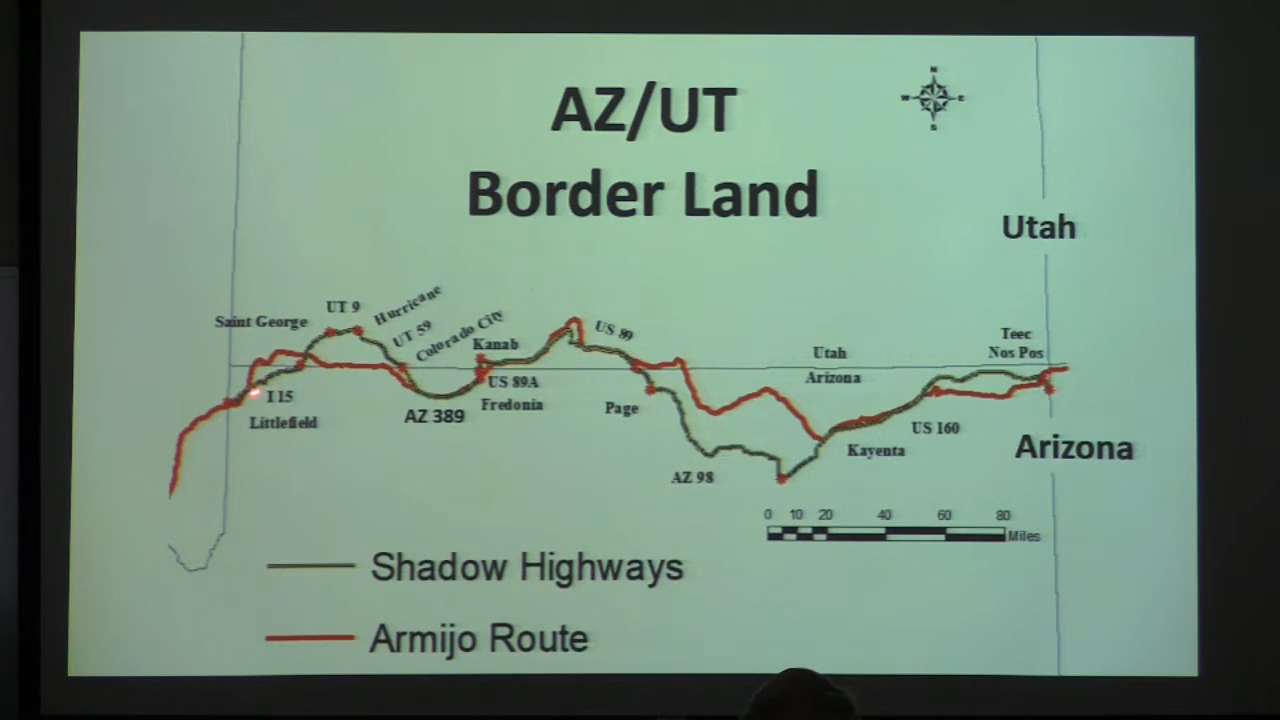 AZ/UT
Border Land
N
W E
S
Utah
Saint George
UT 9
Hurricane
UT 59
Colorado City
Kanab
US 89
Utah
Arizona
Teec
Nos Pos
I 15
Littlefield
AZ 389
US 89A
Fredonia
Page
AZ 98
Kayenta
US 160
Arizona
0 10 20 40 60 80
Miles
Shadow Highways
Armijo Route